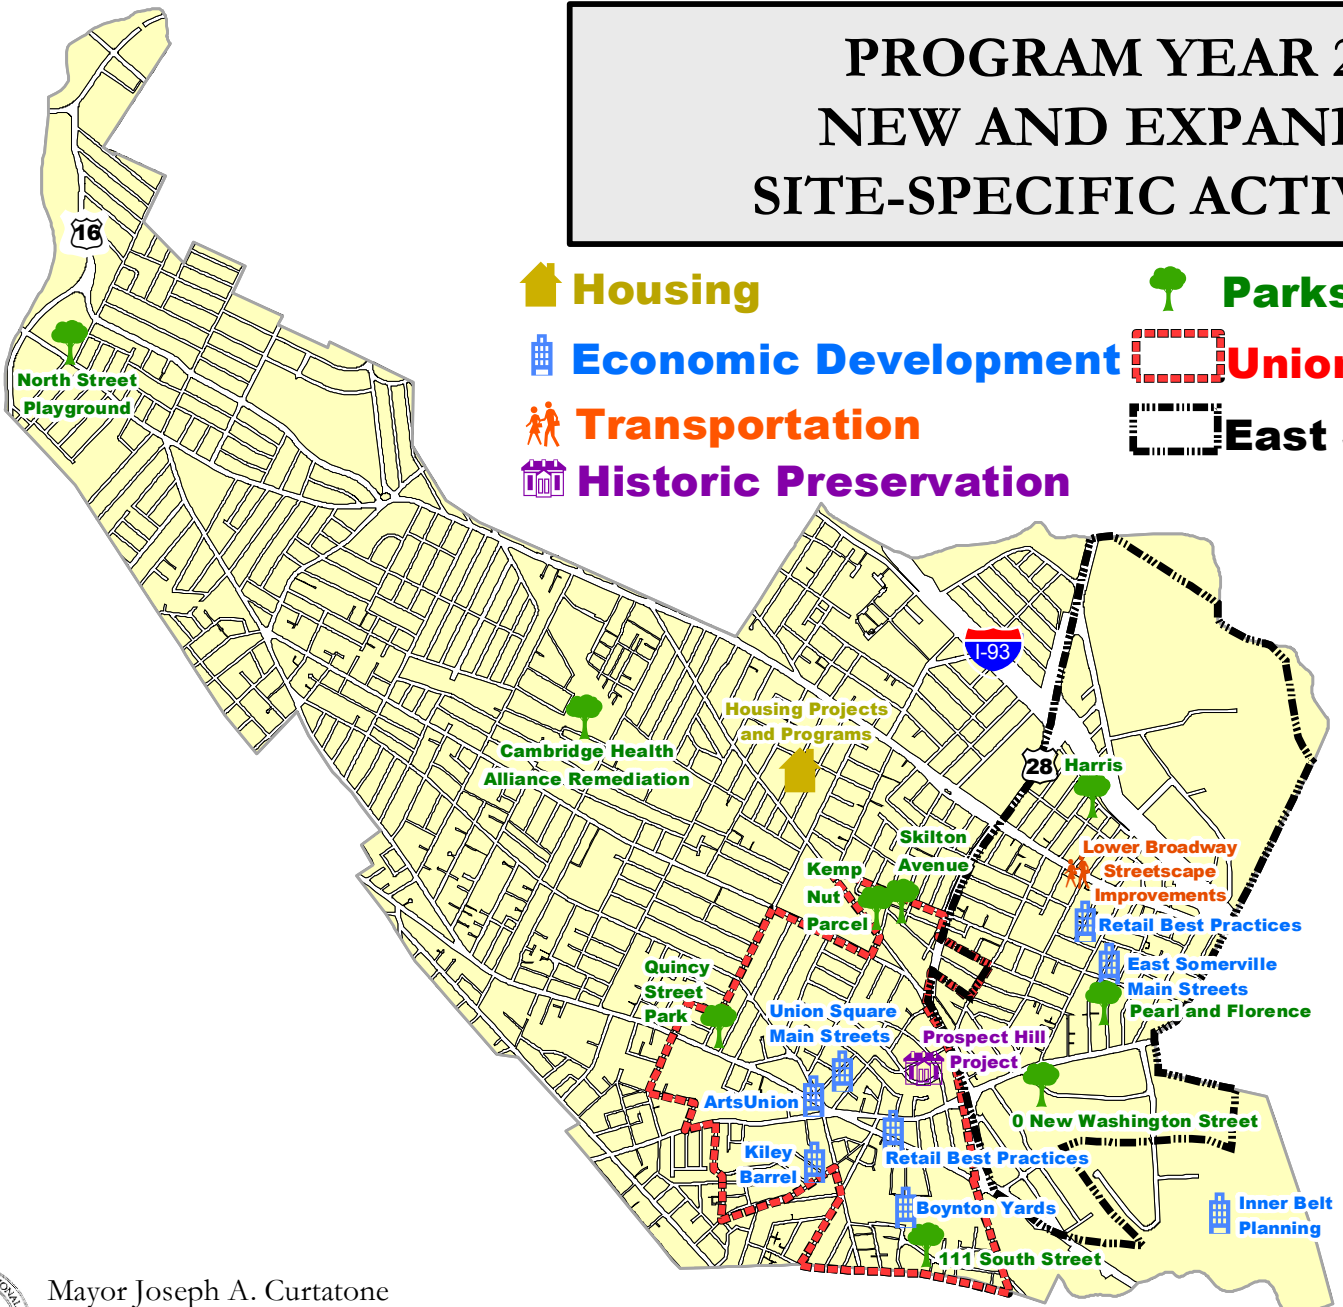 PROGRAM YEAR
NEW AND EXPAN
SITE-SPECIFIC ACTI
Housing
Parks
Economic Development
Union
Transportation
East
Historic Preservation
16
North Street
Playground
I-93
28
Housing Projects
and Programs
Cambridge Health
Alliance Remediation
Harris
Skilton
Avenue
Kemp
Nut
Parcel
Lower Broadway
Streetscape
Improvements
Retail Best Practices
East Somerville
Main Streets
Pearl and Florence
Quincy
Street
Park
Union Square
Main Streets
Prospect Hill
Project
ArtsUnion
0 New Washington Street
Kiley
Barrel
Retail Best Practices
Boynton Yards
Inner Belt
Planning
111 South Street
Mayor Joseph A. Curtatone